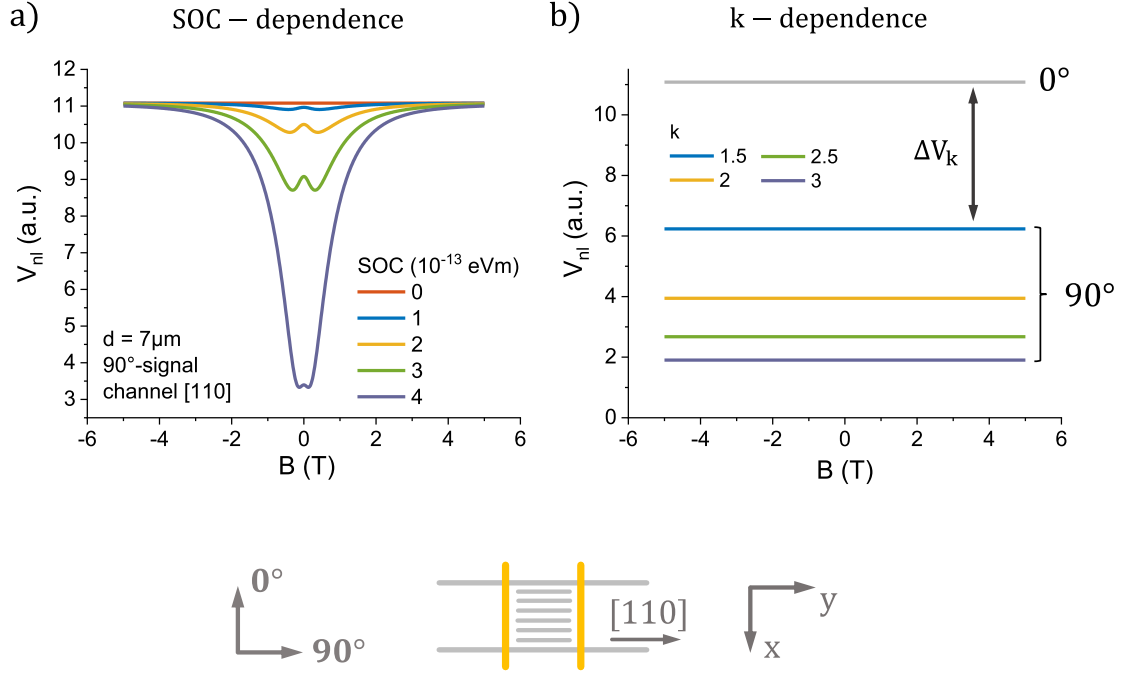 a)
SOC – dependence
12
11
10
9
8
7
6
5
4
3
V_nl (a.u.)
SOC (10^-13 eVm)
0
1
2
3
4
d = 7µm
90°-signal
channel [110]
-6 -4 -2 0 2 4 6
B (T)
b)
k – dependence
10
8
6
4
2
0
V_nl (a.u.)
0°
k
1.5 2.5
2 3
ΔV_k
90°
-6 -4 -2 0 2 4 6
B (T)
0°
90°
[110]
y
x